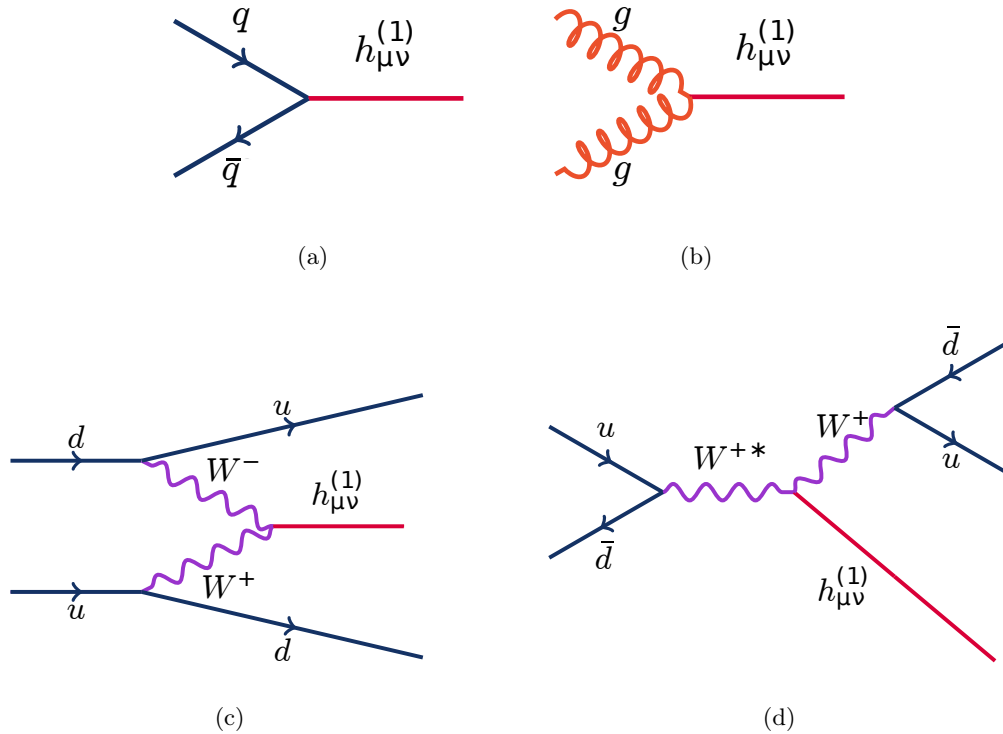 q
h_{μν}^{(1)}
q̄
(a)
g
h_{μν}^{(1)}
g
(b)
d
u
W^-
h_{μν}^{(1)}
W^+
u
d
(c)
u
W^{+*}
W^+
d̄
u
d̄
h_{μν}^{(1)}
(d)